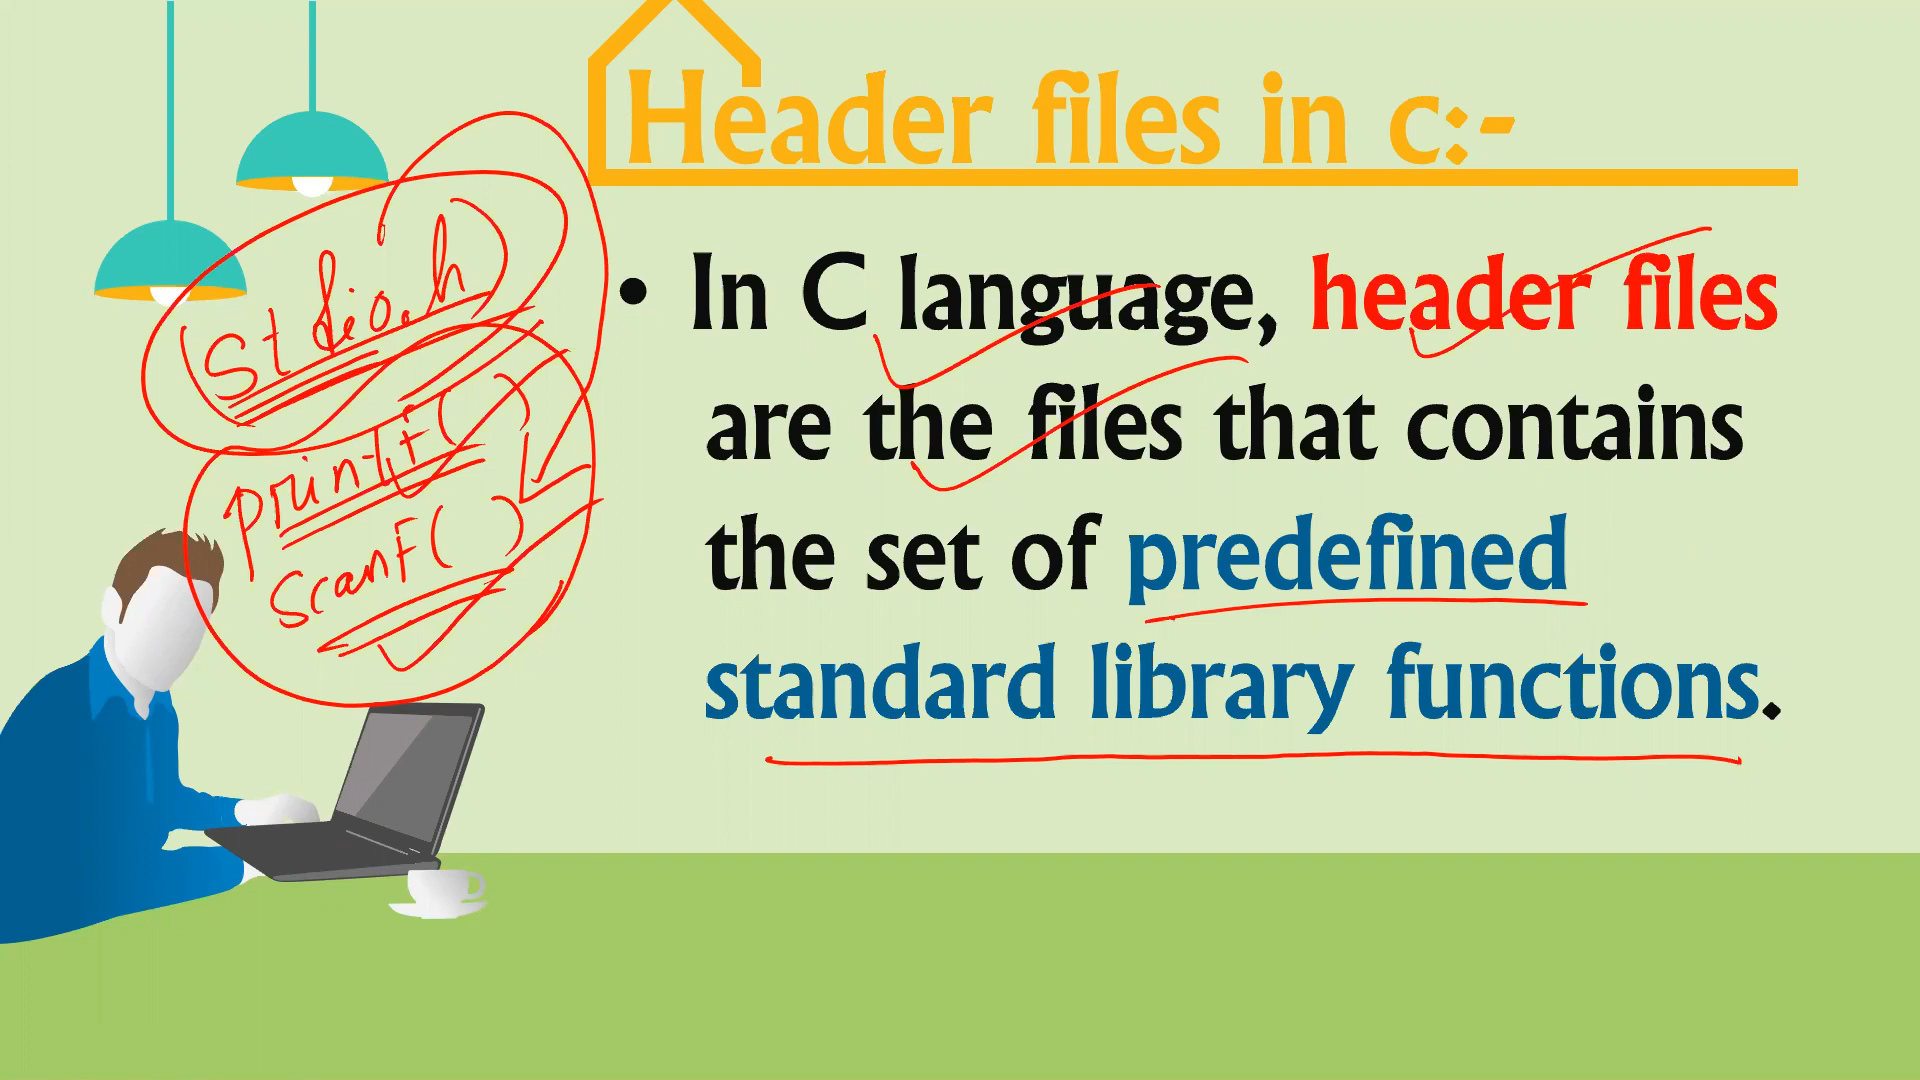 Header files in c:-
• In C language, header files
are the files that contains
the set of predefined
standard library functions.
Stdio.h
printf( )
scanf( )